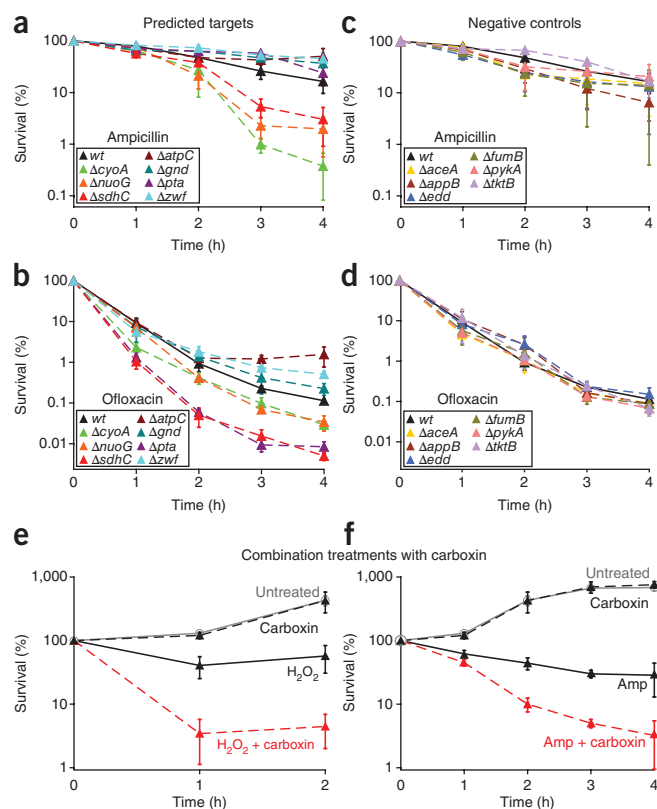 a
Predicted targets
Survival (%)
100
10
1
0.1
Ampicillin
wt
ΔatpC
ΔcyoA
Δgnd
ΔnuoG
Δpta
ΔsdhC
Δzwf
0 1 2 3 4
Time (h)
c
Negative controls
Survival (%)
100
10
1
0.1
Ampicillin
wt
ΔfumB
ΔaceA
ΔpykA
ΔappB
ΔtktB
Δedd
0 1 2 3 4
Time (h)
b
Survival (%)
100
10
1
0.1
0.01
Ofloxacin
wt
ΔatpC
ΔcyoA
Δgnd
ΔnuoG
Δpta
ΔsdhC
Δzwf
0 1 2 3 4
Time (h)
d
Survival (%)
100
10
1
0.1
0.01
Ofloxacin
wt
ΔfumB
ΔaceA
ΔpykA
ΔappB
ΔtktB
Δedd
0 1 2 3 4
Time (h)
Combination treatments with carboxin
e
Survival (%)
1,000
100
10
1
Untreated
Carboxin
H₂O₂
H₂O₂ + carboxin
0 1 2
Time (h)
f
Survival (%)
1,000
100
10
1
Untreated
Carboxin
Amp
Amp + carboxin
0 1 2 3 4
Time (h)